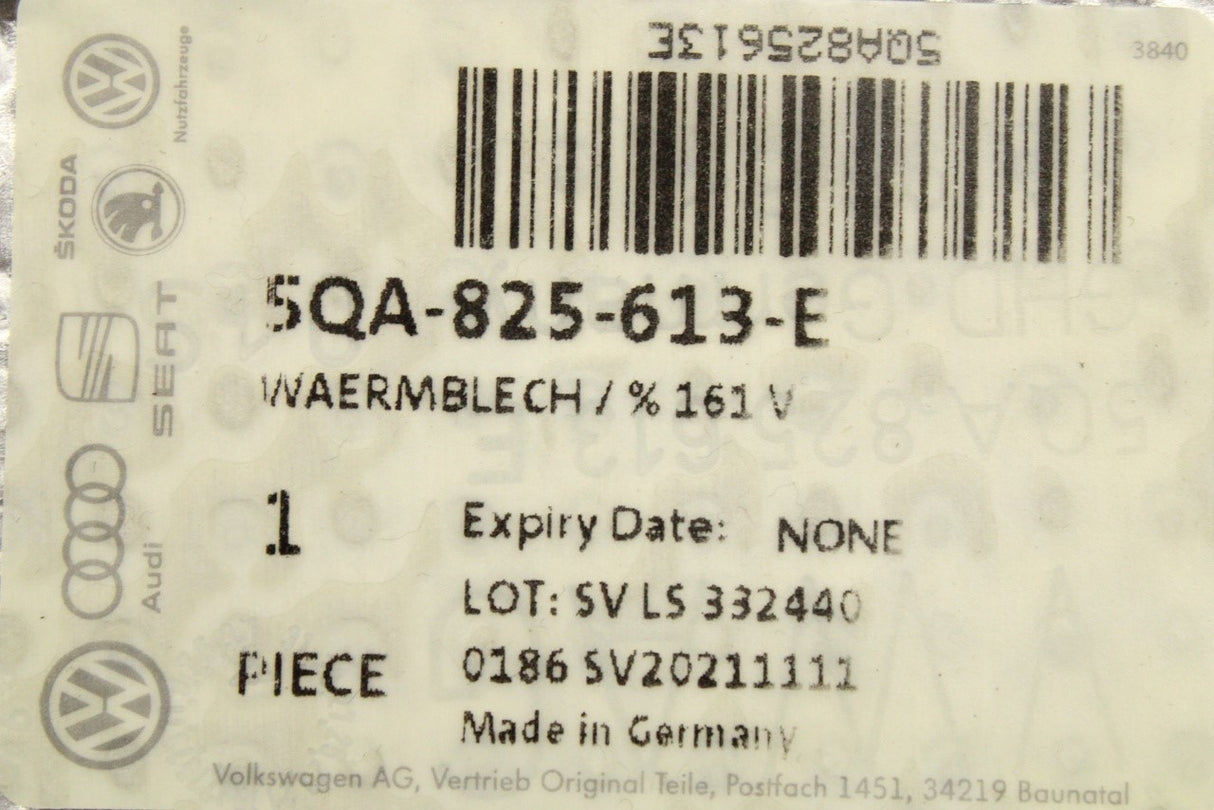 5QA825613E
3840
5QA-825-613-E
WAERMBLECH / % 161 V
1
Expiry Date: NONE
LOT: SV LS 332440
PIECE
0186 SV20211111
Made in Germany
Volkswagen AG, Vertrieb Original Teile, Postfach 1451, 34219 Baunatal
Nutzfahrzeuge
ŠKODA
SEAT
Audi